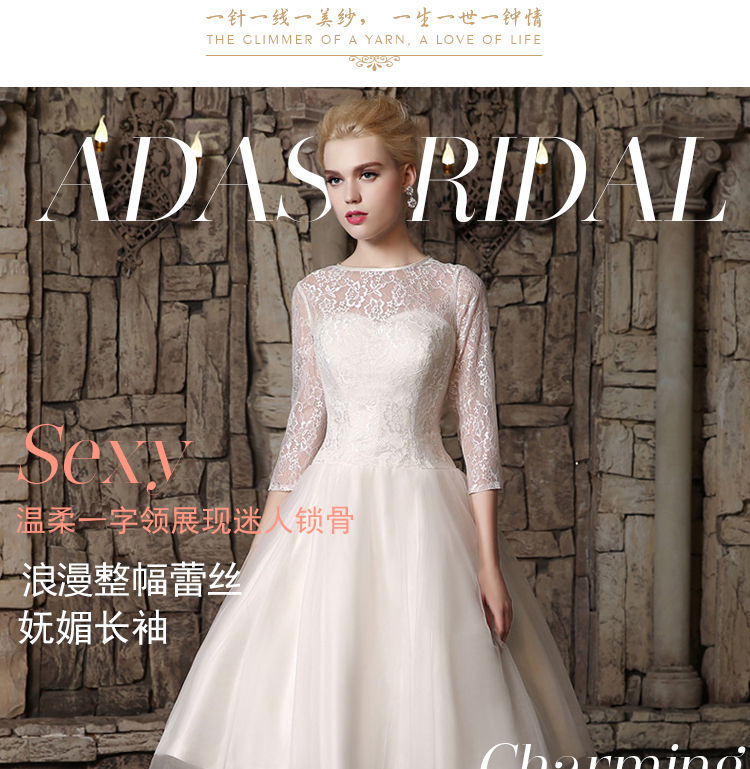 一针一线一美纱， 一生一世一钟情
THE GLIMMER OF A YARN, A LOVE OF LIFE
ADAS BRIDAL
Sexy
温柔一字领展现迷人锁骨
浪漫整幅蕾丝
妩媚长袖
Charming